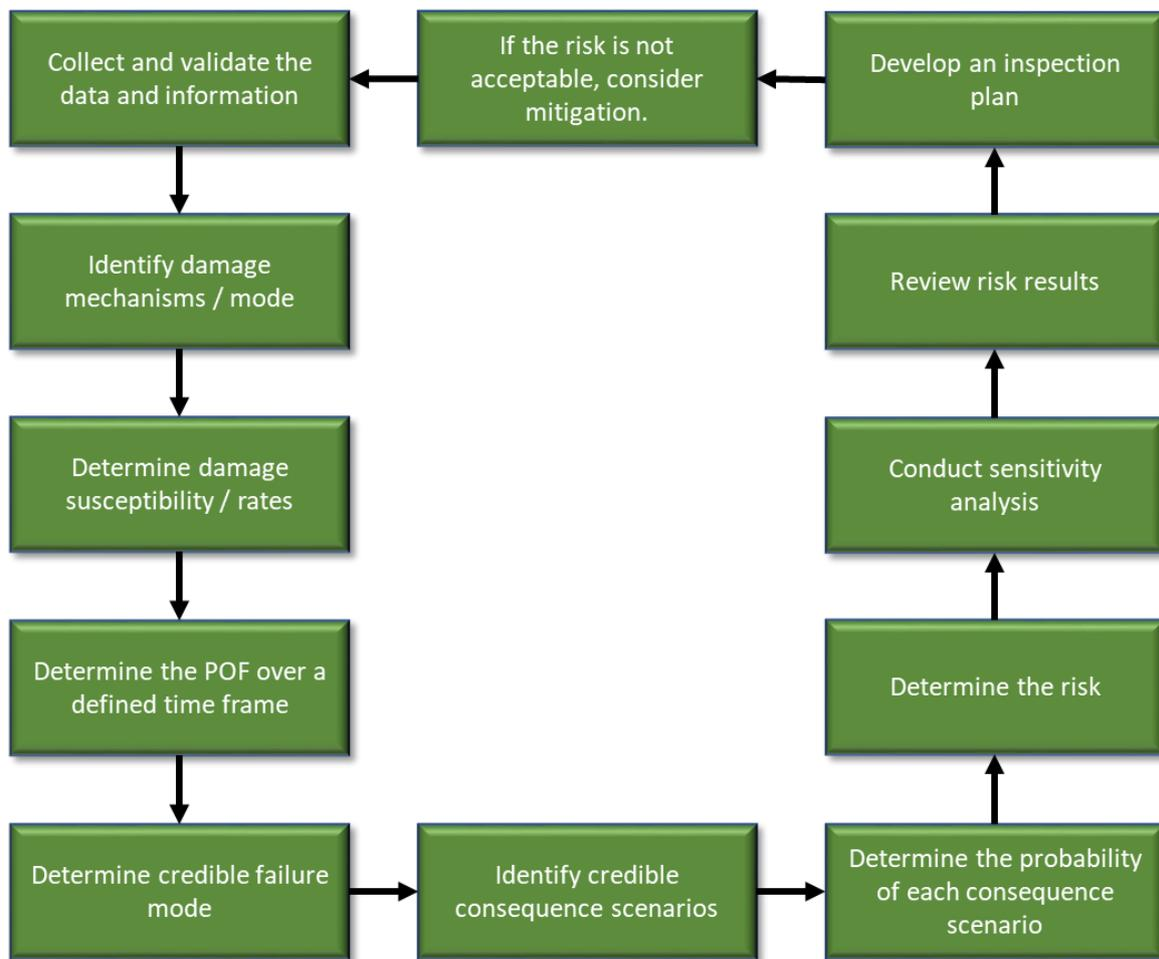 Collect and validate the
data and information
If the risk is not
acceptable, consider
mitigation.
Develop an inspection
plan
Identify damage
mechanisms / mode
Review risk results
Determine damage
susceptibility / rates
Conduct sensitivity
analysis
Determine the POF over a
defined time frame
Determine the risk
Determine credible failure
mode
Identify credible
consequence scenarios
Determine the probability
of each consequence
scenario